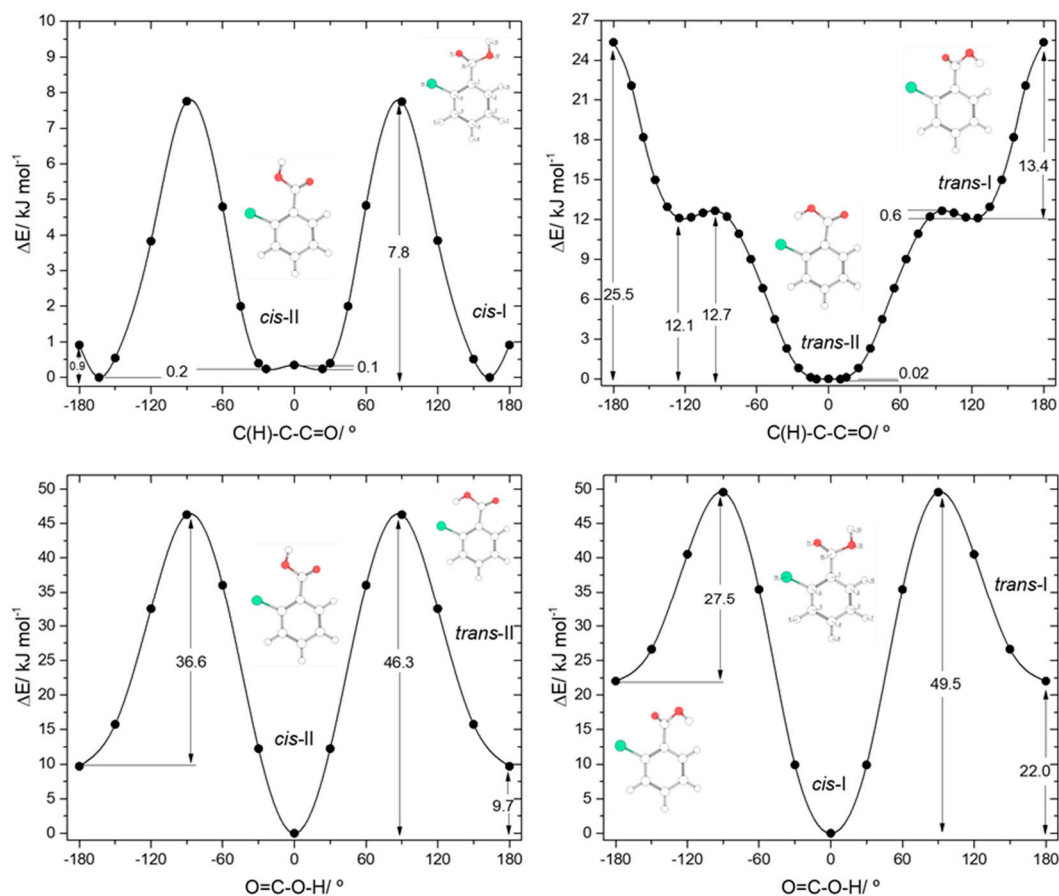 10
9
8
7
6
5
4
3
2
1
0
ΔE/ kJ mol⁻¹
cis-II
7.8
cis-I
0.9
0.2
0.1
-180 -120 -60 0 60 120 180
C(H)-C-C=O/ º
27
24
21
18
15
12
9
6
3
0
ΔE/ kJ mol⁻¹
trans-I
13.4
0.6
25.5
12.1
12.7
trans-II
0.02
-180 -120 -60 0 60 120 180
C(H)-C-C=O/ º
50
45
40
35
30
25
20
15
10
5
0
ΔE/ kJ mol⁻¹
trans-II
36.6
46.3
cis-II
9.7
-180 -120 -60 0 60 120 180
O=C-O-H/ º
50
45
40
35
30
25
20
15
10
5
0
ΔE/ kJ mol⁻¹
trans-I
27.5
49.5
cis-I
22.0
-180 -120 -60 0 60 120 180
O=C-O-H/ º